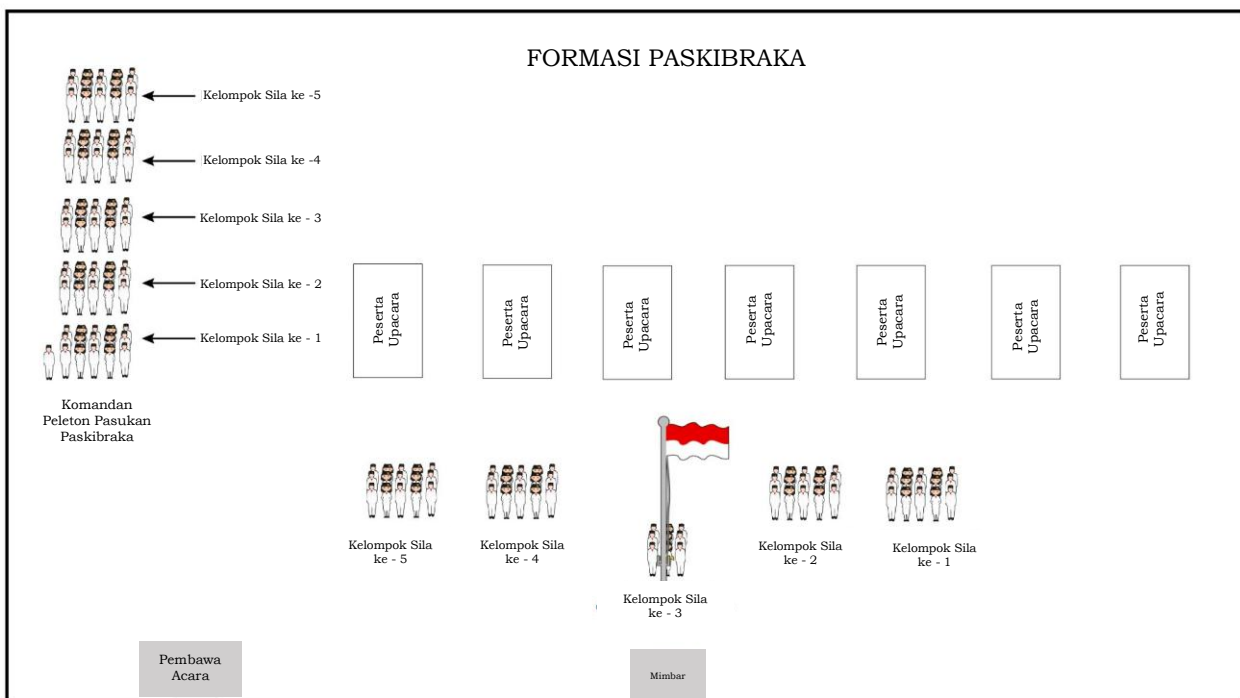 FORMASI PASKIBRAKA
Kelompok Sila ke -5
Kelompok Sila ke -4
Kelompok Sila ke - 3
Kelompok Sila ke - 2
Kelompok Sila ke - 1
Komandan
Peleton Pasukan
Paskibraka
Peserta
Upacara
Peserta
Upacara
Peserta
Upacara
Peserta
Upacara
Peserta
Upacara
Peserta
Upacara
Peserta
Upacara
Kelompok Sila
ke - 5
Kelompok Sila
ke - 4
Kelompok Sila
ke - 3
Kelompok Sila
ke - 2
Kelompok Sila
ke - 1
Pembawa
Acara
Mimbar